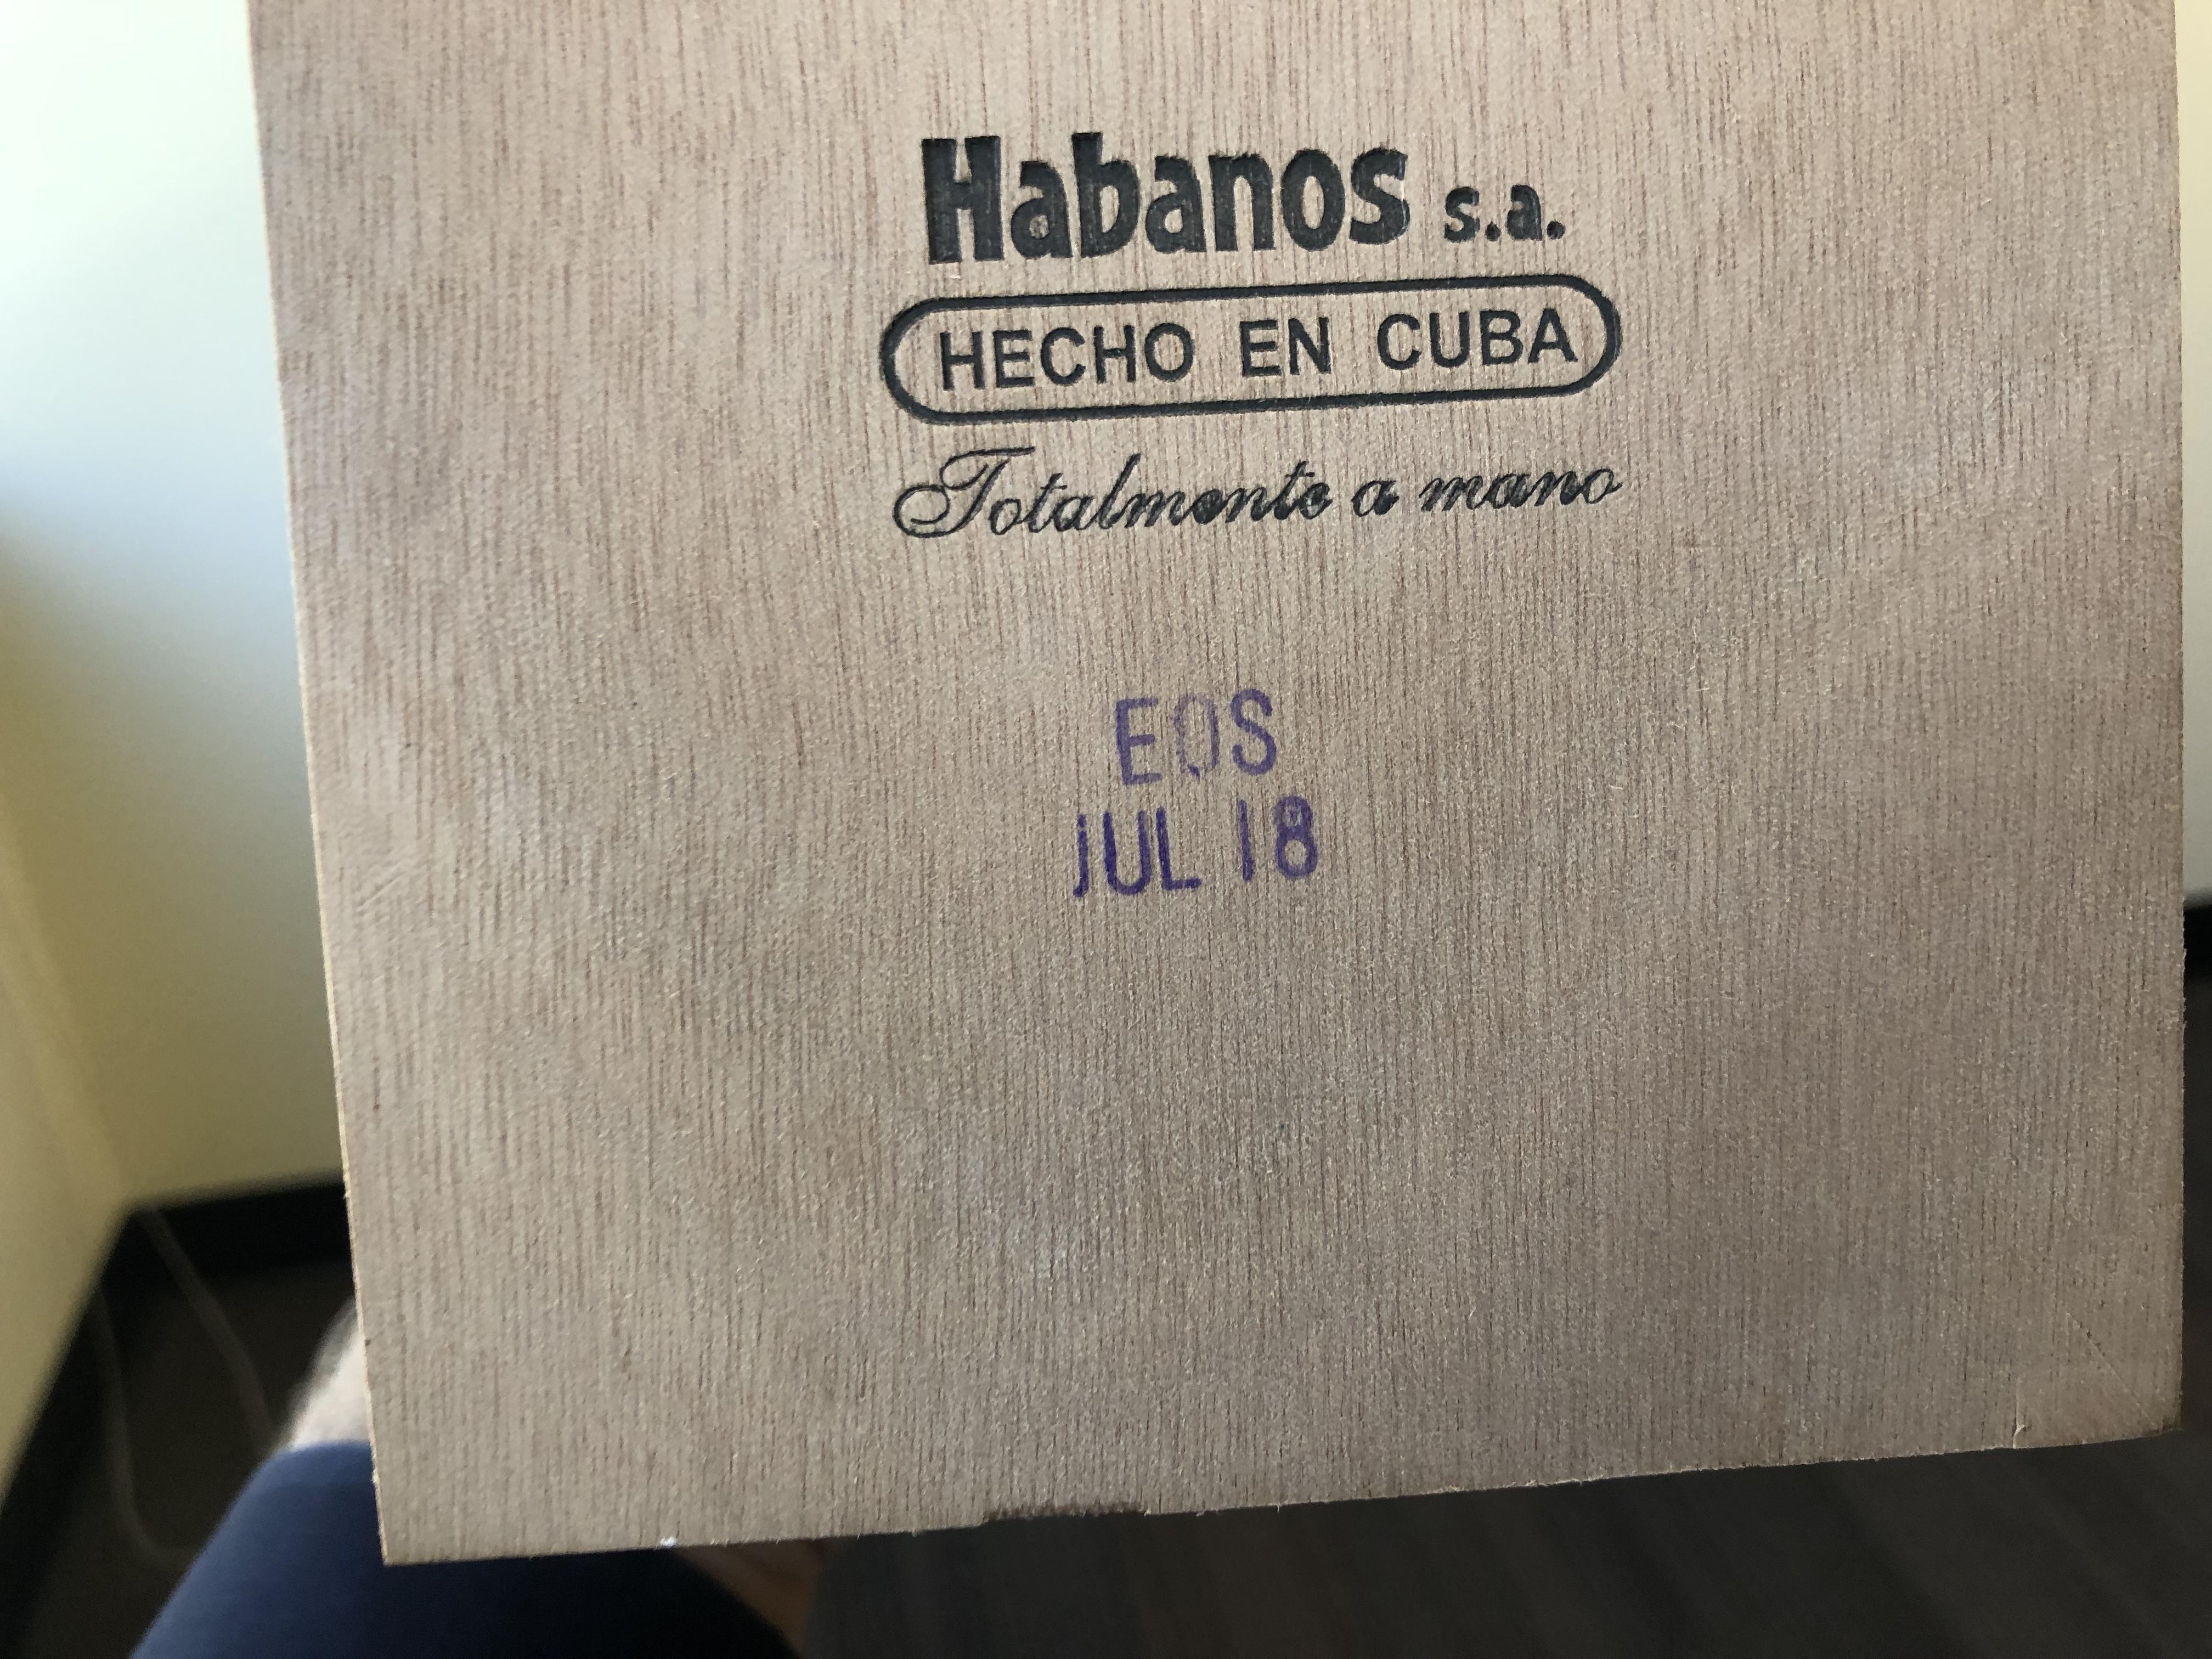 Habanos s.a.
HECHO EN CUBA
Totalmente a mano
EOS
JUL 18